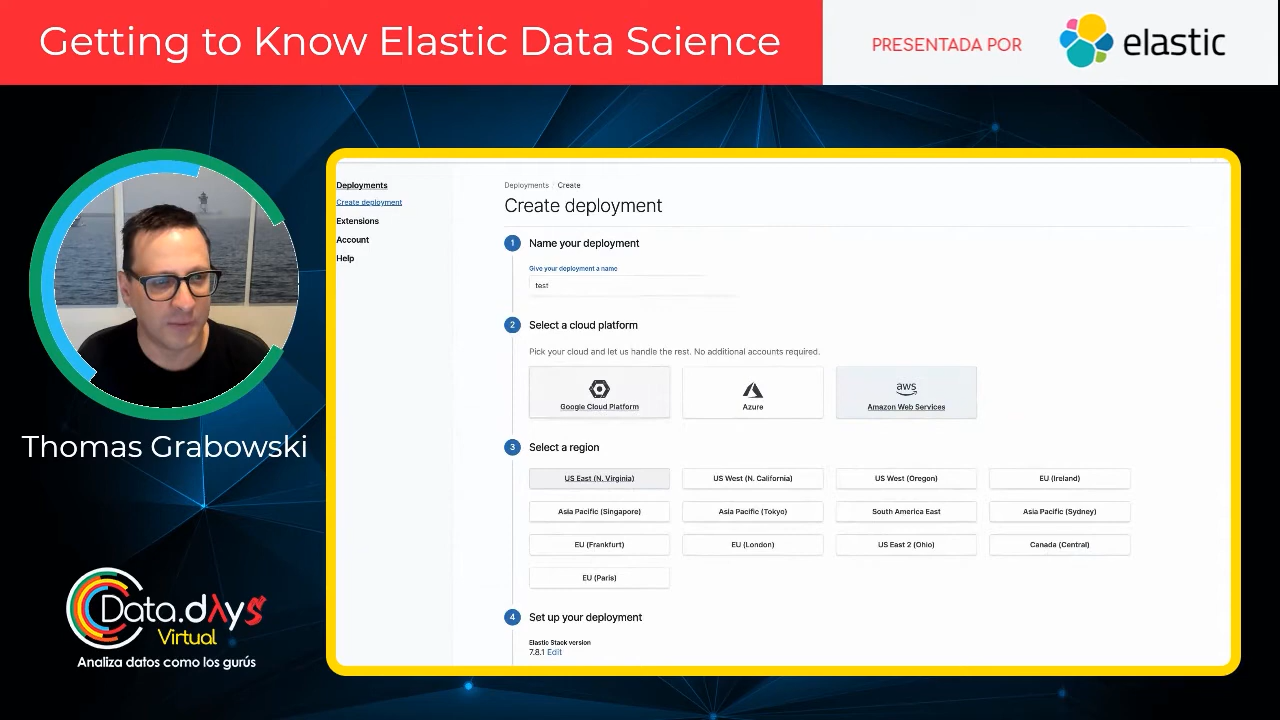 Getting to Know Elastic Data Science
PRESENTADA POR
elastic
Deployments
Create deployment
Extensions
Account
Help
Deployments Create
Create deployment
1 Name your deployment
Give your deployment a name
test
2 Select a cloud platform
Pick your cloud and let us handle the rest. No additional accounts required.
Google Cloud Platform
Azure
aws
Amazon Web Services
3 Select a region
US East (N. Virginia) US West (N. California) US West (Oregon) EU (Ireland)
Asia Pacific (Singapore) Asia Pacific (Tokyo) South America East Asia Pacific (Sydney)
EU (Frankfurt) EU (London) US East 2 (Ohio) Canada (Central)
EU (Paris)
4 Set up your deployment
Elastic Stack version
7.8.1 Edit
Thomas Grabowski
Data.dAys
Virtual
Analiza datos como los gurús